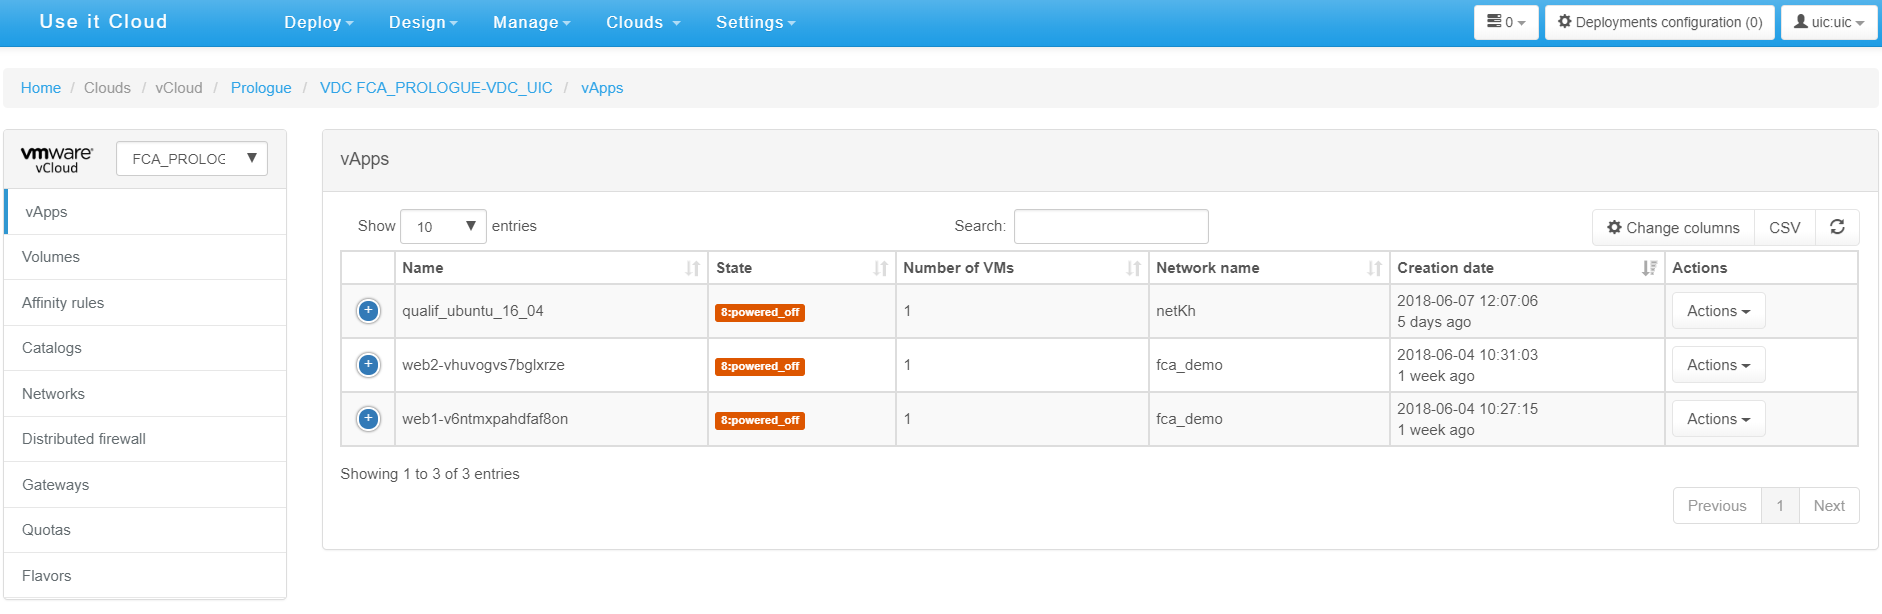 Use it Cloud Deploy Design Manage Clouds Settings 0 Deployments configuration (0) uic:uic
Home / Clouds / vCloud / Prologue / VDC FCA_PROLOGUE-VDC_UIC / vApps
vmware vCloud FCA_PROLOG
vApps
Volumes
Affinity rules
Catalogs
Networks
Distributed firewall
Gateways
Quotas
Flavors
vApps
Show 10 entries Search: Change columns CSV
Name State Number of VMs Network name Creation date Actions
qualif_ubuntu_16_04 8:powered_off 1 netKh 2018-06-07 12:07:06 Actions
5 days ago
web2-vhuvogvs7bglxrze 8:powered_off 1 fca_demo 2018-06-04 10:31:03 Actions
1 week ago
web1-v6ntmxpahdfaf8on 8:powered_off 1 fca_demo 2018-06-04 10:27:15 Actions
1 week ago
Showing 1 to 3 of 3 entries
Previous 1 Next